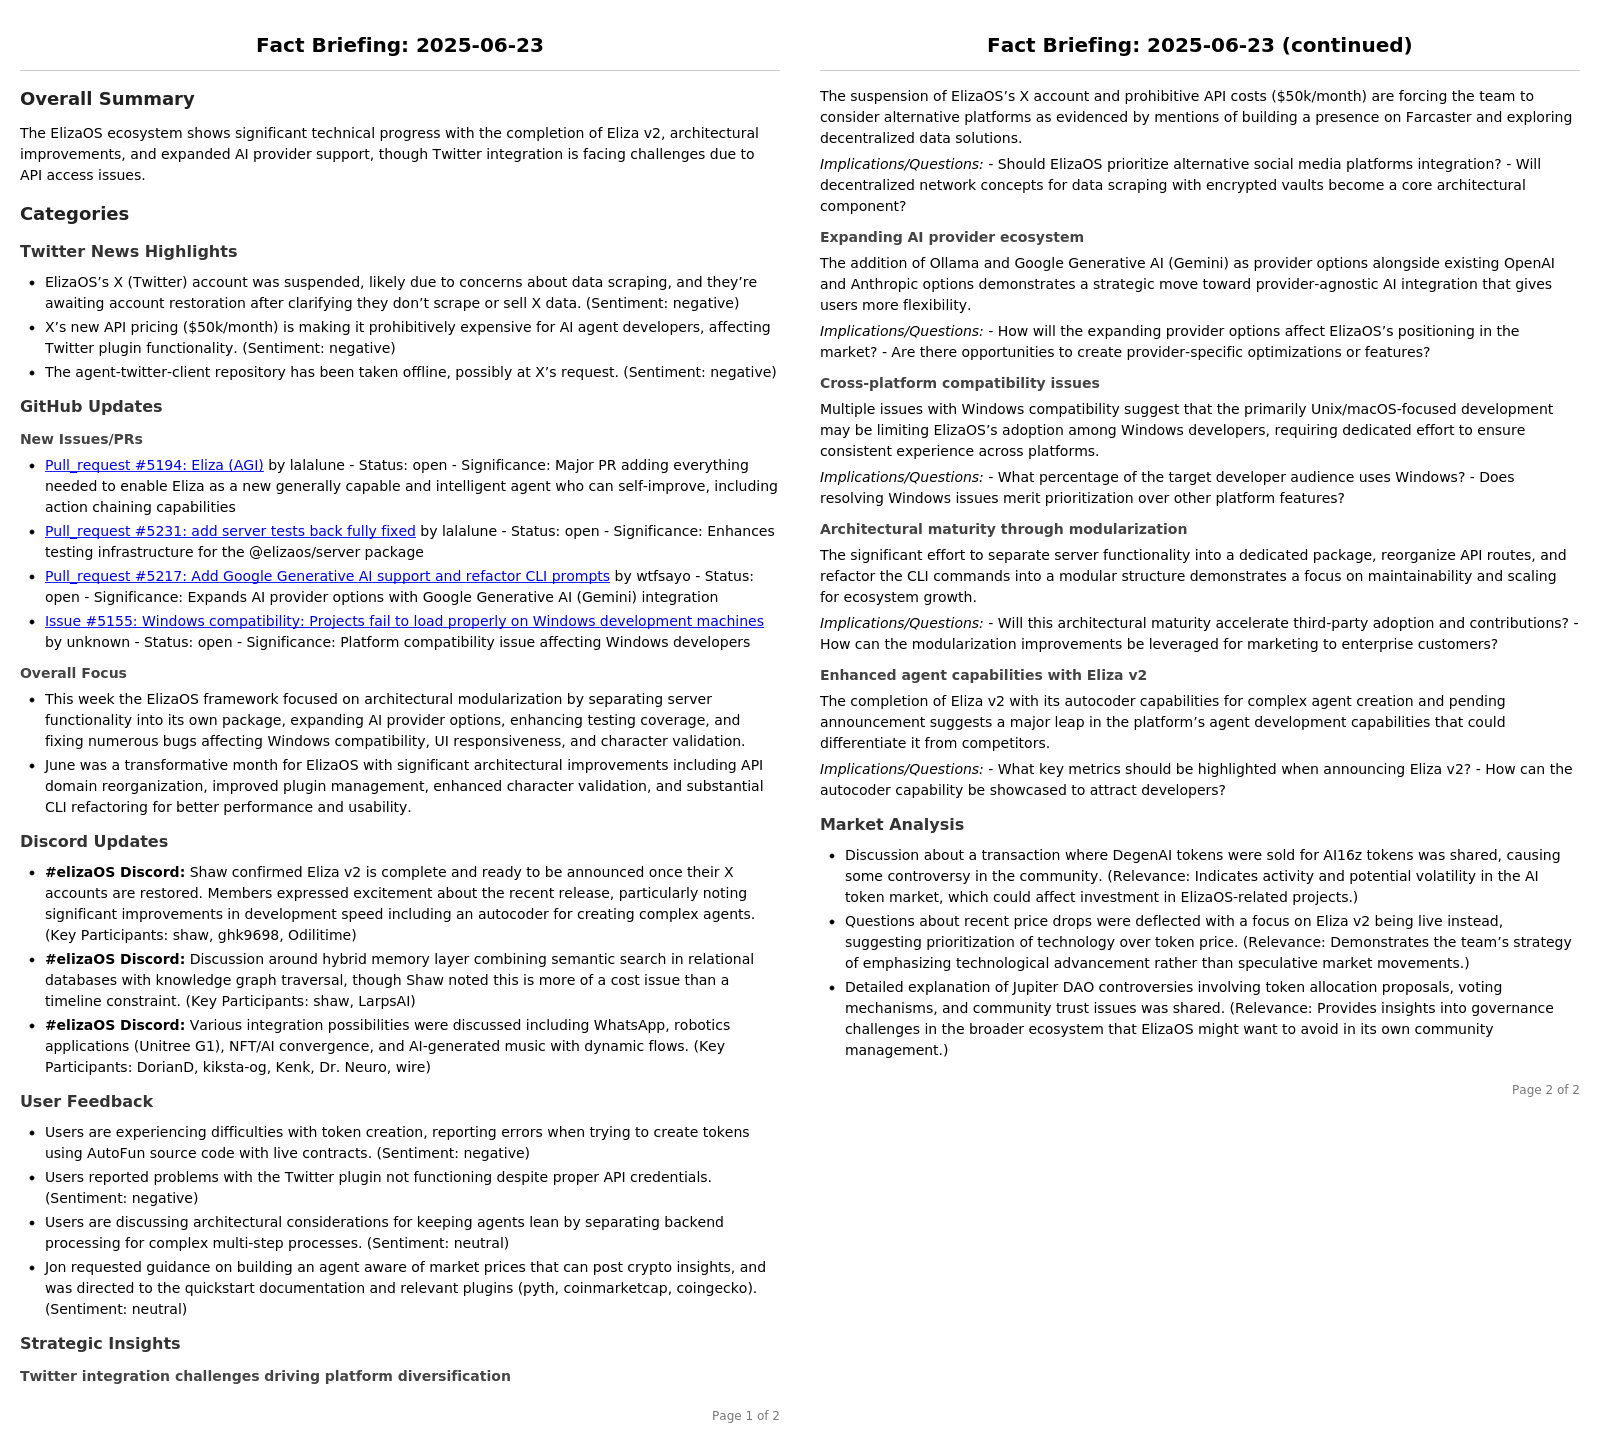 Fact Briefing: 2025-06-23
Overall Summary
The ElizaOS ecosystem shows significant technical progress with the completion of Eliza v2, architectural
improvements, and expanded AI provider support, though Twitter integration is facing challenges due to
API access issues.
Categories
Twitter News Highlights
• ElizaOS’s X (Twitter) account was suspended, likely due to concerns about data scraping, and they’re
awaiting account restoration after clarifying they don’t scrape or sell X data. (Sentiment: negative)
• X’s new API pricing ($50k/month) is making it prohibitively expensive for AI agent developers, affecting
Twitter plugin functionality. (Sentiment: negative)
• The agent-twitter-client repository has been taken offline, possibly at X’s request. (Sentiment: negative)
GitHub Updates
New Issues/PRs
• Pull_request #5194: Eliza (AGI) by lalalune - Status: open - Significance: Major PR adding everything
needed to enable Eliza as a new generally capable and intelligent agent who can self-improve, including
action chaining capabilities
• Pull_request #5231: add server tests back fully fixed by lalalune - Status: open - Significance: Enhances
testing infrastructure for the @elizaos/server package
• Pull_request #5217: Add Google Generative AI support and refactor CLI prompts by wtfsayo - Status:
open - Significance: Expands AI provider options with Google Generative AI (Gemini) integration
• Issue #5155: Windows compatibility: Projects fail to load properly on Windows development machines
by unknown - Status: open - Significance: Platform compatibility issue affecting Windows developers
Overall Focus
• This week the ElizaOS framework focused on architectural modularization by separating server
functionality into its own package, expanding AI provider options, enhancing testing coverage, and
fixing numerous bugs affecting Windows compatibility, UI responsiveness, and character validation.
• June was a transformative month for ElizaOS with significant architectural improvements including API
domain reorganization, improved plugin management, enhanced character validation, and substantial
CLI refactoring for better performance and usability.
Discord Updates
• #elizaOS Discord: Shaw confirmed Eliza v2 is complete and ready to be announced once their X
accounts are restored. Members expressed excitement about the recent release, particularly noting
significant improvements in development speed including an autocoder for creating complex agents.
(Key Participants: shaw, ghk9698, Odilitime)
• #elizaOS Discord: Discussion around hybrid memory layer combining semantic search in relational
databases with knowledge graph traversal, though Shaw noted this is more of a cost issue than a
timeline constraint. (Key Participants: shaw, LarpsAI)
• #elizaOS Discord: Various integration possibilities were discussed including WhatsApp, robotics
applications (Unitree G1), NFT/AI convergence, and AI-generated music with dynamic flows. (Key
Participants: DorianD, kiksta-og, Kenk, Dr. Neuro, wire)
User Feedback
• Users are experiencing difficulties with token creation, reporting errors when trying to create tokens
using AutoFun source code with live contracts. (Sentiment: negative)
• Users reported problems with the Twitter plugin not functioning despite proper API credentials.
(Sentiment: negative)
• Users are discussing architectural considerations for keeping agents lean by separating backend
processing for complex multi-step processes. (Sentiment: neutral)
• Jon requested guidance on building an agent aware of market prices that can post crypto insights, and
was directed to the quickstart documentation and relevant plugins (pyth, coinmarketcap, coingecko).
(Sentiment: neutral)
Strategic Insights
Twitter integration challenges driving platform diversification
Page 1 of 2
Fact Briefing: 2025-06-23 (continued)
The suspension of ElizaOS’s X account and prohibitive API costs ($50k/month) are forcing the team to
consider alternative platforms as evidenced by mentions of building a presence on Farcaster and exploring
decentralized data solutions.
Implications/Questions: - Should ElizaOS prioritize alternative social media platforms integration? - Will
decentralized network concepts for data scraping with encrypted vaults become a core architectural
component?
Expanding AI provider ecosystem
The addition of Ollama and Google Generative AI (Gemini) as provider options alongside existing OpenAI
and Anthropic options demonstrates a strategic move toward provider-agnostic AI integration that gives
users more flexibility.
Implications/Questions: - How will the expanding provider options affect ElizaOS’s positioning in the
market? - Are there opportunities to create provider-specific optimizations or features?
Cross-platform compatibility issues
Multiple issues with Windows compatibility suggest that the primarily Unix/macOS-focused development
may be limiting ElizaOS’s adoption among Windows developers, requiring dedicated effort to ensure
consistent experience across platforms.
Implications/Questions: - What percentage of the target developer audience uses Windows? - Does
resolving Windows issues merit prioritization over other platform features?
Architectural maturity through modularization
The significant effort to separate server functionality into a dedicated package, reorganize API routes, and
refactor the CLI commands into a modular structure demonstrates a focus on maintainability and scaling
for ecosystem growth.
Implications/Questions: - Will this architectural maturity accelerate third-party adoption and contributions? -
How can the modularization improvements be leveraged for marketing to enterprise customers?
Enhanced agent capabilities with Eliza v2
The completion of Eliza v2 with its autocoder capabilities for complex agent creation and pending
announcement suggests a major leap in the platform’s agent development capabilities that could
differentiate it from competitors.
Implications/Questions: - What key metrics should be highlighted when announcing Eliza v2? - How can the
autocoder capability be showcased to attract developers?
Market Analysis
• Discussion about a transaction where DegenAI tokens were sold for AI16z tokens was shared, causing
some controversy in the community. (Relevance: Indicates activity and potential volatility in the AI
token market, which could affect investment in ElizaOS-related projects.)
• Questions about recent price drops were deflected with a focus on Eliza v2 being live instead,
suggesting prioritization of technology over token price. (Relevance: Demonstrates the team’s strategy
of emphasizing technological advancement rather than speculative market movements.)
• Detailed explanation of Jupiter DAO controversies involving token allocation proposals, voting
mechanisms, and community trust issues was shared. (Relevance: Provides insights into governance
challenges in the broader ecosystem that ElizaOS might want to avoid in its own community
management.)
Page 2 of 2